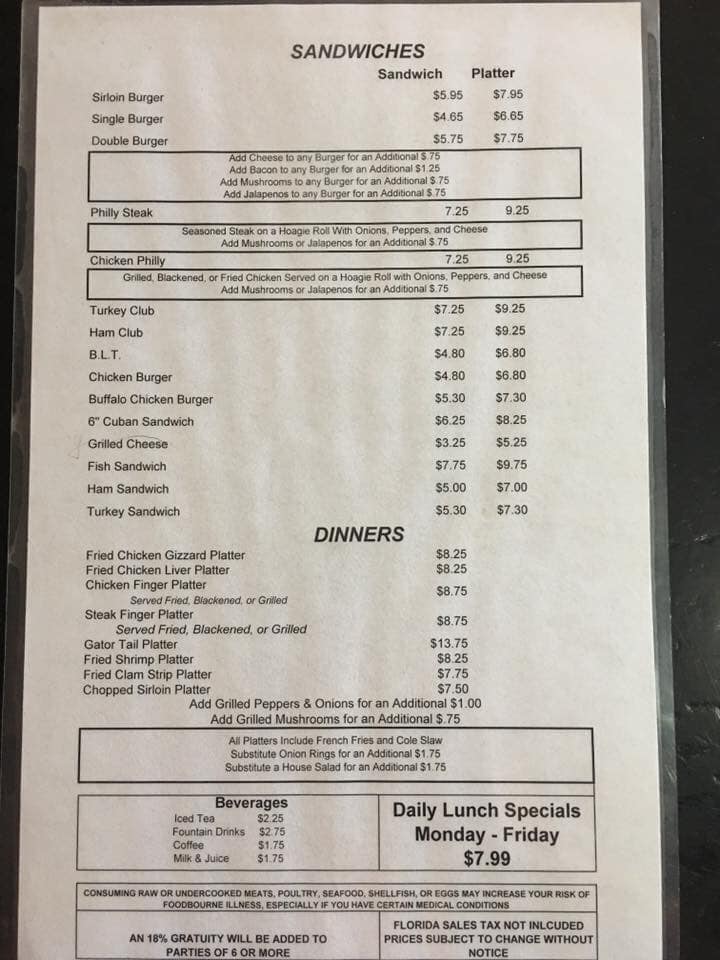 SANDWICHES
Sandwich Platter
Sirloin Burger $5.95 $7.95
Single Burger $4.65 $6.65
Double Burger $5.75 $7.75
Add Cheese to any Burger for an Additional $.75
Add Bacon to any Burger for an Additional $1.25
Add Mushrooms to any Burger for an Additional $.75
Add Jalapenos to any Burger for an Additional $.75
Philly Steak 7.25 9.25
Seasoned Steak on a Hoagie Roll With Onions, Peppers, and Cheese
Add Mushrooms or Jalapenos for an Additional $.75
Chicken Philly 7.25 9.25
Grilled, Blackened, or Fried Chicken Served on a Hoagie Roll with Onions, Peppers, and Cheese
Add Mushrooms or Jalapenos for an Additional $.75
Turkey Club $7.25 $9.25
Ham Club $7.25 $9.25
B.L.T. $4.80 $6.80
Chicken Burger $4.80 $6.80
Buffalo Chicken Burger $5.30 $7.30
6" Cuban Sandwich $6.25 $8.25
Grilled Cheese $3.25 $5.25
Fish Sandwich $7.75 $9.75
Ham Sandwich $5.00 $7.00
Turkey Sandwich $5.30 $7.30
DINNERS
Fried Chicken Gizzard Platter $8.25
Fried Chicken Liver Platter $8.25
Chicken Finger Platter $8.75
Served Fried, Blackened, or Grilled
Steak Finger Platter $8.75
Served Fried, Blackened, or Grilled
Gator Tail Platter $13.75
Fried Shrimp Platter $8.25
Fried Clam Strip Platter $7.75
Chopped Sirloin Platter $7.50
Add Grilled Peppers & Onions for an Additional $1.00
Add Grilled Mushrooms for an Additional $.75
All Platters Include French Fries and Cole Slaw
Substitute Onion Rings for an Additional $1.75
Substitute a House Salad for an Additional $1.75
Beverages
Iced Tea $2.25
Fountain Drinks $2.75
Coffee $1.75
Milk & Juice $1.75
Daily Lunch Specials
Monday - Friday
$7.99
CONSUMING RAW OR UNDERCOOKED MEATS, POULTRY, SEAFOOD, SHELLFISH, OR EGGS MAY INCREASE YOUR RISK OF
FOODBOURNE ILLNESS, ESPECIALLY IF YOU HAVE CERTAIN MEDICAL CONDITIONS
AN 18% GRATUITY WILL BE ADDED TO
PARTIES OF 6 OR MORE
FLORIDA SALES TAX NOT INLCUDED
PRICES SUBJECT TO CHANGE WITHOUT
NOTICE